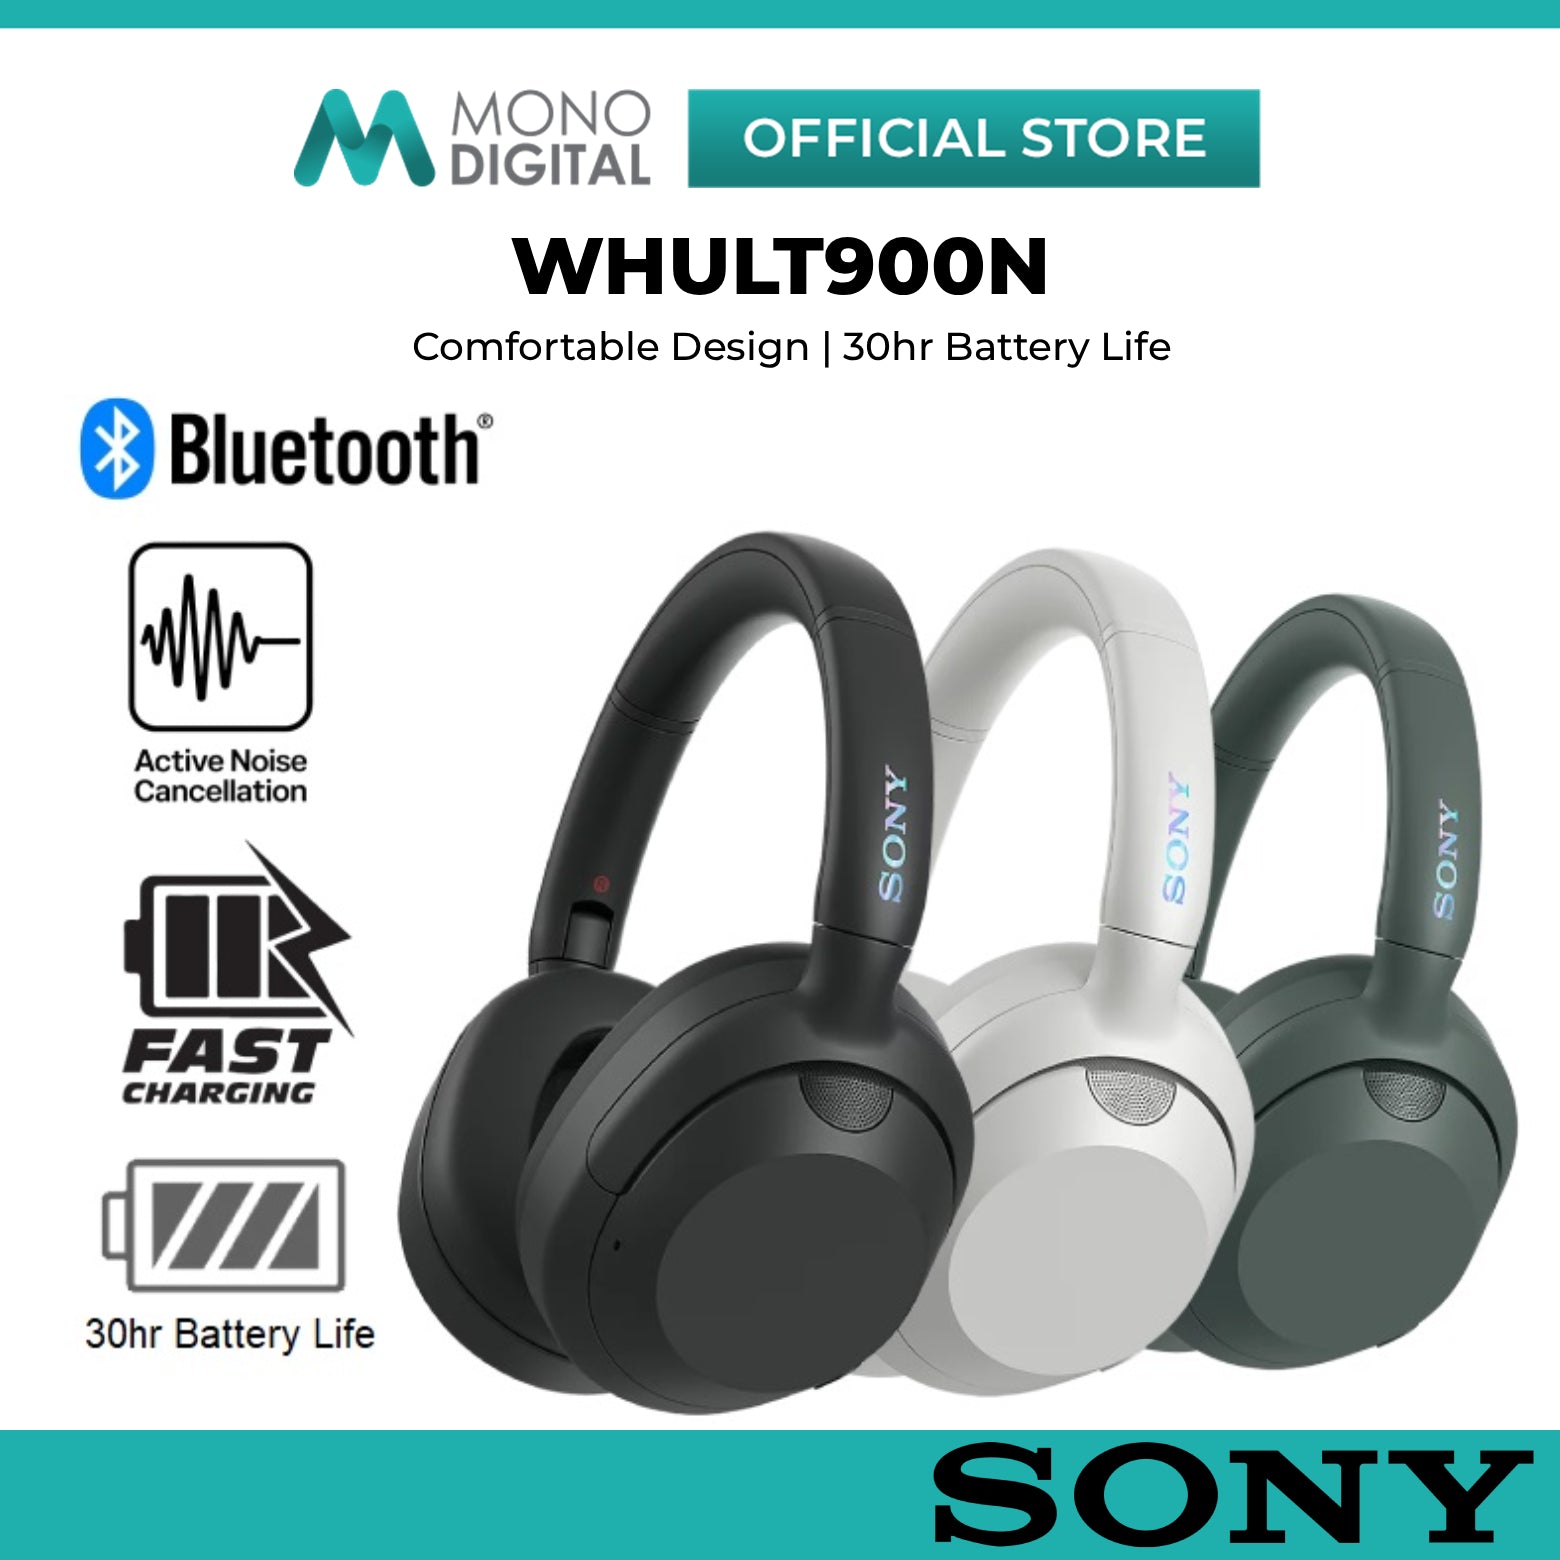 MONO
DIGITAL
OFFICIAL STORE
WHULT900N
Comfortable Design | 30hr Battery Life
Bluetooth®
Active Noise
Cancellation
FAST
CHARGING
30hr Battery Life
SONY
SONY
SONY
SONY